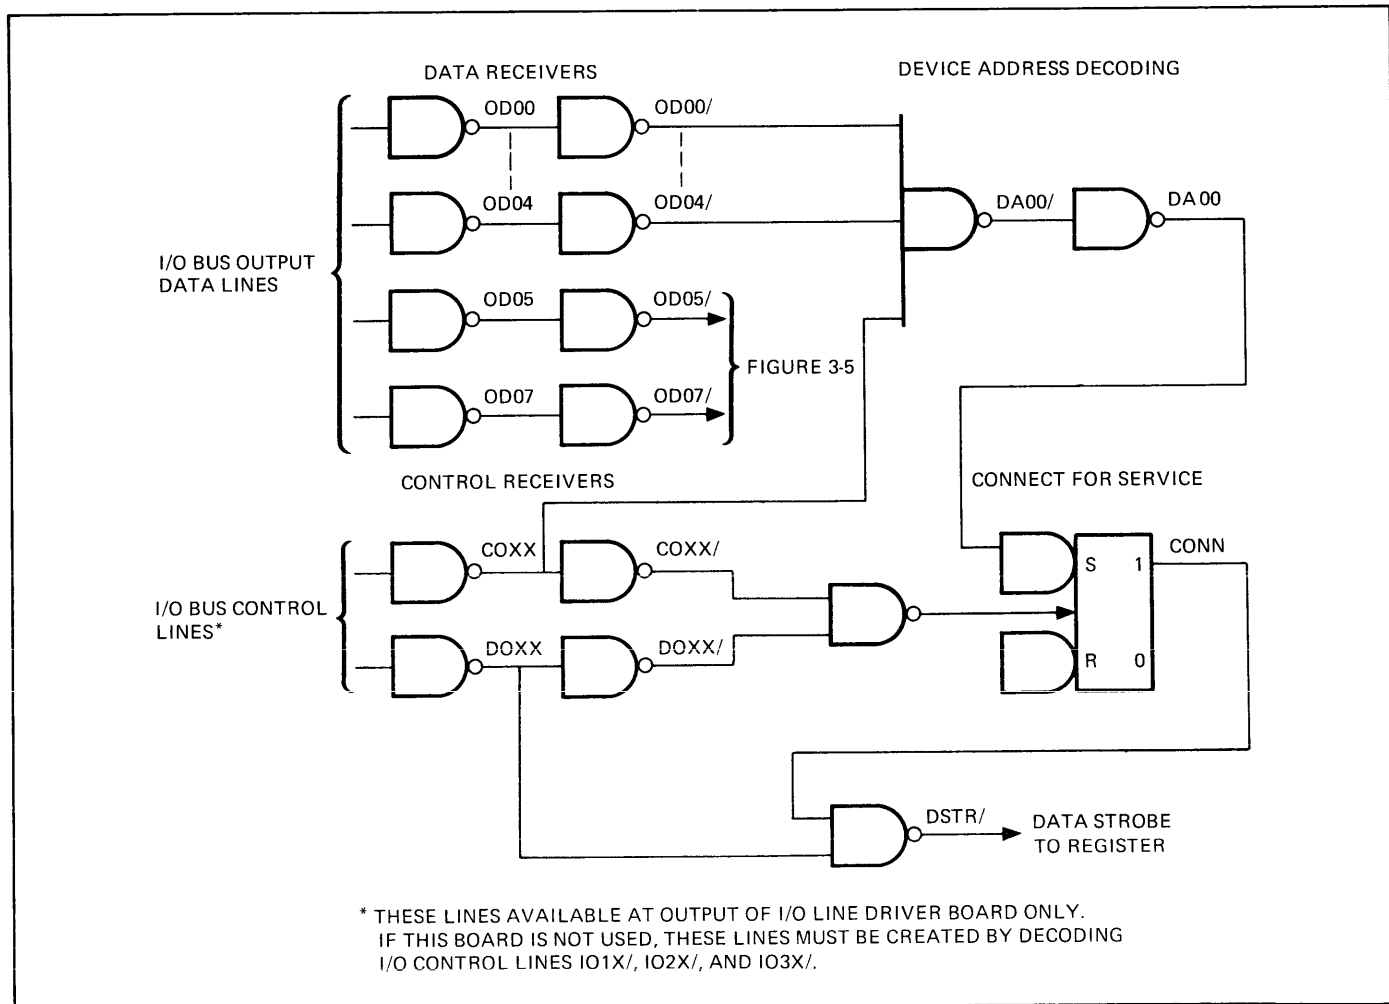 DATA RECEIVERS
DEVICE ADDRESS DECODING
OD00
OD00/
OD04
OD04/
DA00/
DA00
I/O BUS OUTPUT
DATA LINES
OD05
OD05/
FIGURE 3-5
OD07
OD07/
CONTROL RECEIVERS
CONNECT FOR SERVICE
COXX
COXX/
CONN
S 1
I/O BUS CONTROL
LINES*
DOXX
DOXX/
R 0
DSTR/
DATA STROBE
TO REGISTER
* THESE LINES AVAILABLE AT OUTPUT OF I/O LINE DRIVER BOARD ONLY.
IF THIS BOARD IS NOT USED, THESE LINES MUST BE CREATED BY DECODING
I/O CONTROL LINES IO1X/, IO2X/, AND IO3X/.